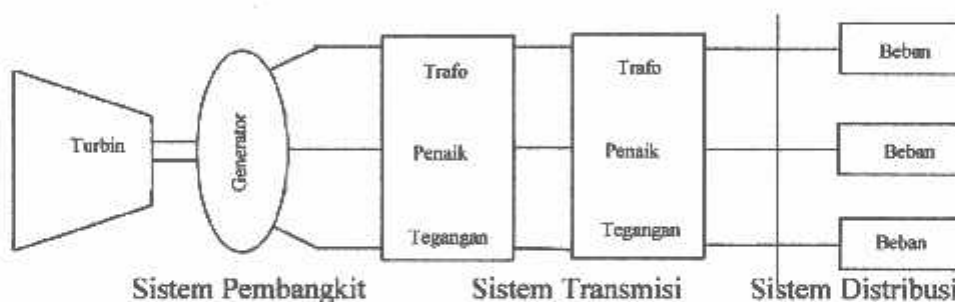 Turbin
Generator
Trafo
Penaik
Tegangan
Trafo
Penaik
Tegangan
Beban
Beban
Beban
Sistem Pembangkit
Sistem Transmisi
Sistem Distribusi